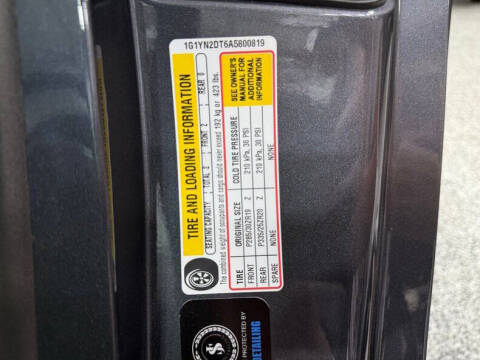 1G1YN2DT6A5800819
TIRE AND LOADING INFORMATION
SEATING CAPACITY TOTAL 2 FRONT 2 REAR 0
The combined weight of occupants and cargo should never exceed 192 kg or 423 lbs.
TIRE ORIGINAL SIZE COLD TIRE PRESSURE
FRONT P285/30ZR19 Z 210 kPa, 30 PSI
REAR P335/25ZR20 Z 210 kPa, 30 PSI
SPARE NONE NONE
SEE OWNER'S
MANUAL FOR
ADDITIONAL
INFORMATION
PROTECTED BY
DETAILING